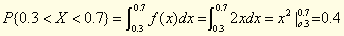 P{0.3 < X < 0.7} = ∫_{0.3}^{0.7} f(x)dx = ∫_{0.3}^{0.7} 2xdx = x² |_{0.3}^{0.7} = 0.4